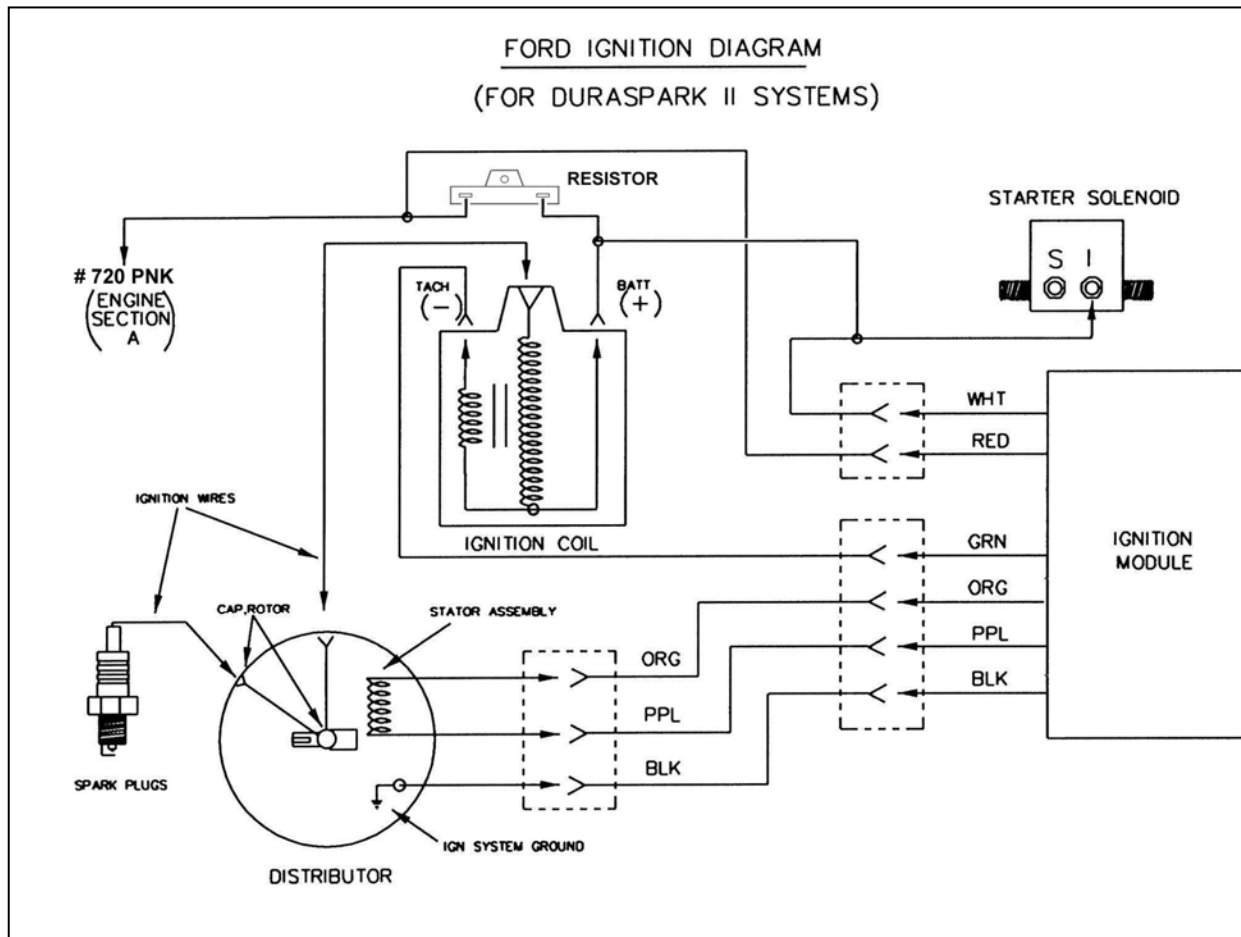 FORD IGNITION DIAGRAM
(FOR DURASPARK II SYSTEMS)
RESISTOR
STARTER SOLENOID
S I
# 720 PNK
(ENGINE
SECTION
A)
TACH
(-)
BATT
(+)
WHT
RED
IGNITION WIRES
IGNITION COIL
GRN
IGNITION
MODULE
ORG
CAP,ROTOR
STATOR ASSEMBLY
PPL
ORG
BLK
PPL
BLK
SPARK PLUGS
IGN SYSTEM GROUND
DISTRIBUTOR